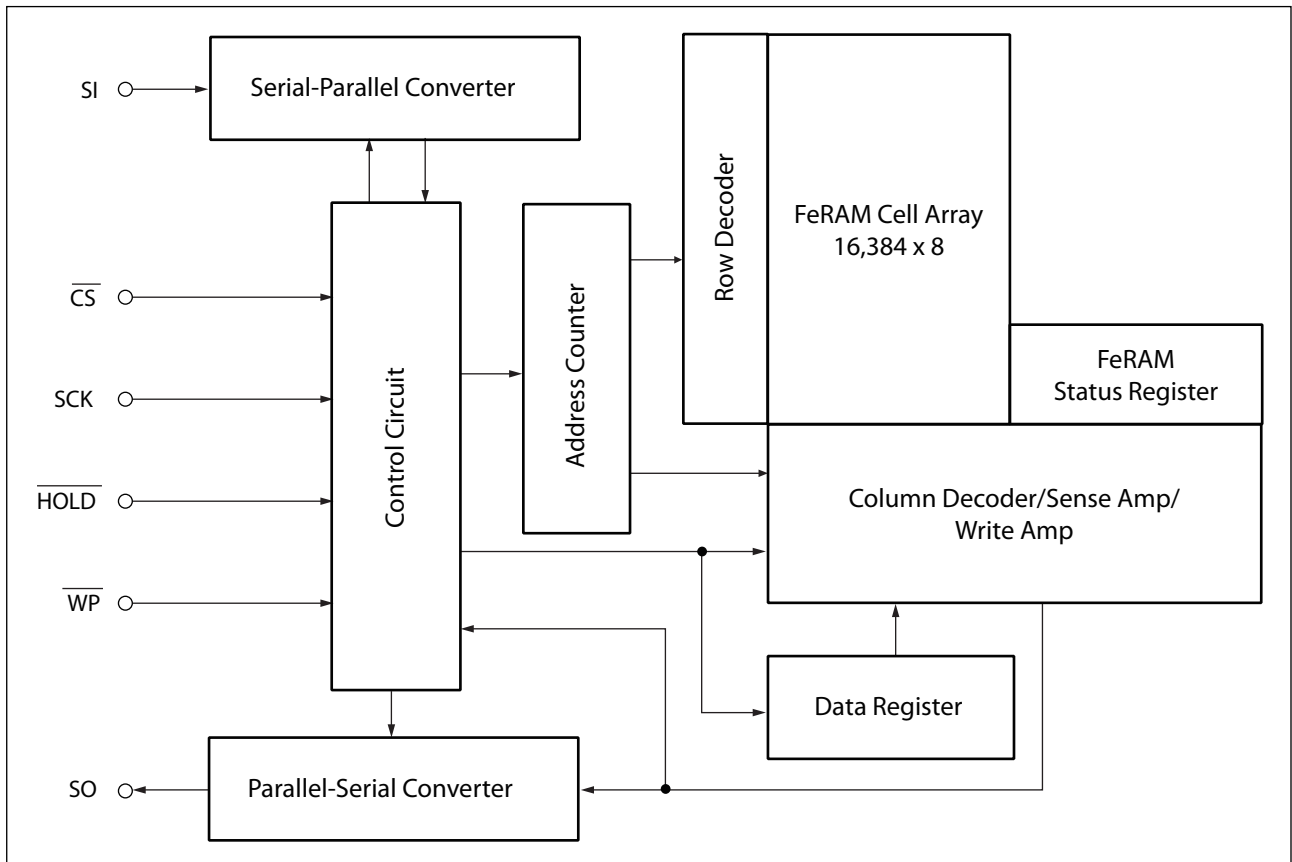 SI
Serial-Parallel Converter
CS
SCK
HOLD
WP
SO
Control Circuit
Address Counter
Row Decoder
FeRAM Cell Array
16,384 x 8
FeRAM
Status Register
Column Decoder/Sense Amp/
Write Amp
Data Register
Parallel-Serial Converter